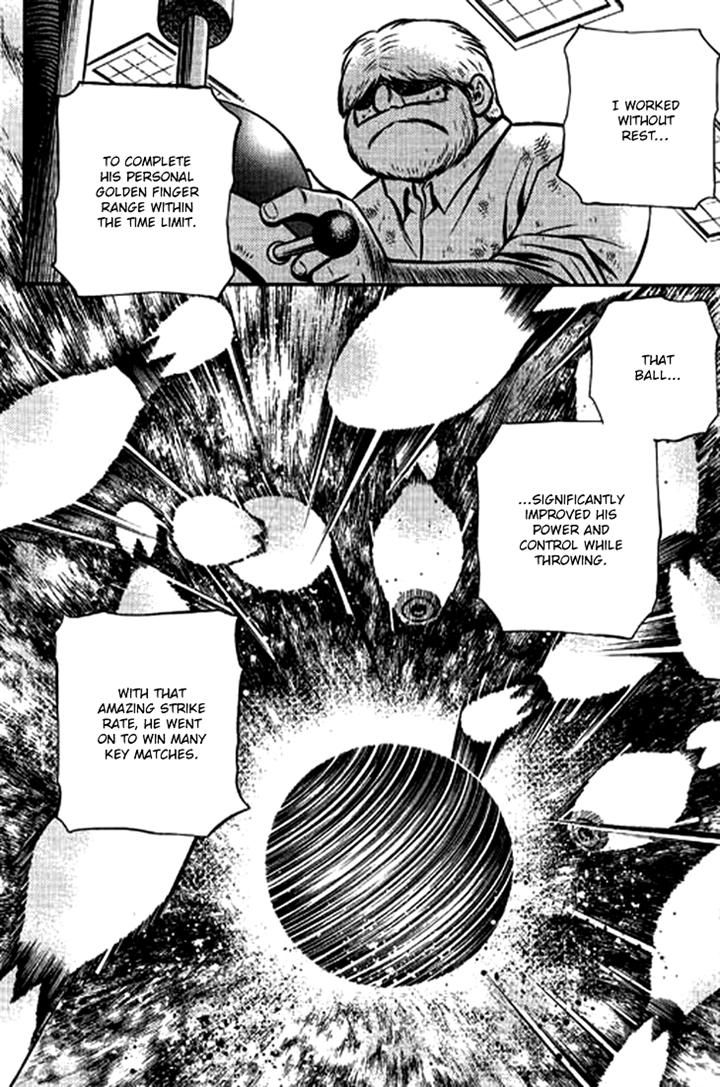 I WORKED
WITHOUT
REST...
TO COMPLETE
HIS PERSONAL
GOLDEN FINGER
RANGE WITHIN
THE TIME LIMIT.
THAT
BALL...
...SIGNIFICANTLY
IMPROVED HIS
POWER AND
CONTROL WHILE
THROWING.
WITH THAT
AMAZING STRIKE
RATE, HE WENT
ON TO WIN MANY
KEY MATCHES.